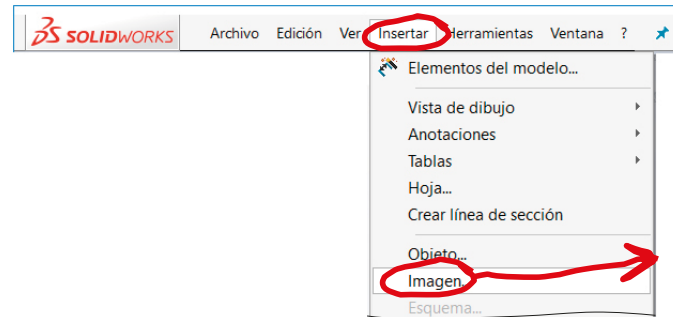 SOLIDWORKS Archivo Edición Ver Insertar Herramientas Ventana ?
Elementos del modelo...
Vista de dibujo
Anotaciones
Tablas
Hoja...
Crear línea de sección
Objeto...
Imagen...
Esquema...